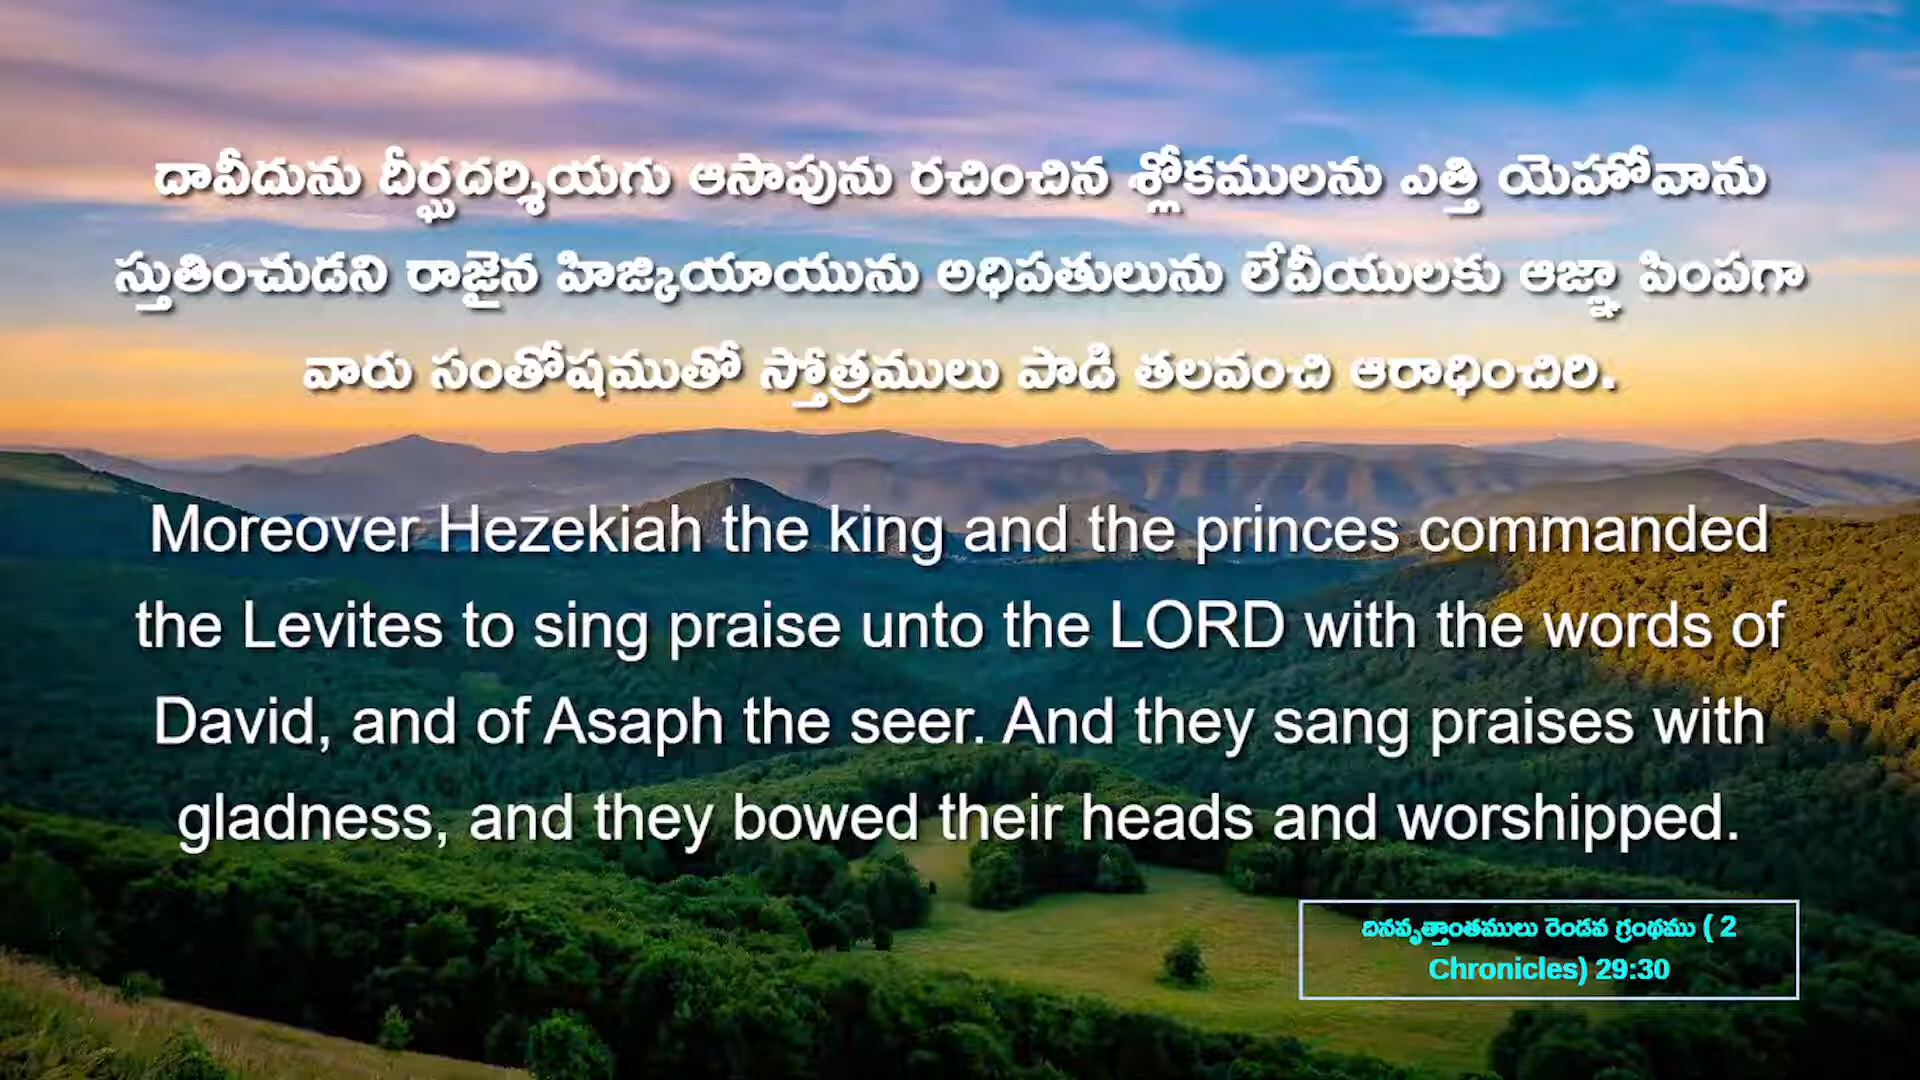 దావీదును దీర్ఘదర్శియగు ఆసాపును రచించిన శ్లోకములను ఎత్తి యెహోవాను
స్తుతించుడని రాజైన హిజ్కియాయును అధిపతులును లేవీయులకు ఆజ్ఞా పింపగా
వారు సంతోషముతో స్తోత్రములు పాడి తలవంచి ఆరాధించిరి.
Moreover Hezekiah the king and the princes commanded
the Levites to sing praise unto the LORD with the words of
David, and of Asaph the seer. And they sang praises with
gladness, and they bowed their heads and worshipped.
దినవృత్తాంతములు రెండవ గ్రంథము ( 2
Chronicles) 29:30